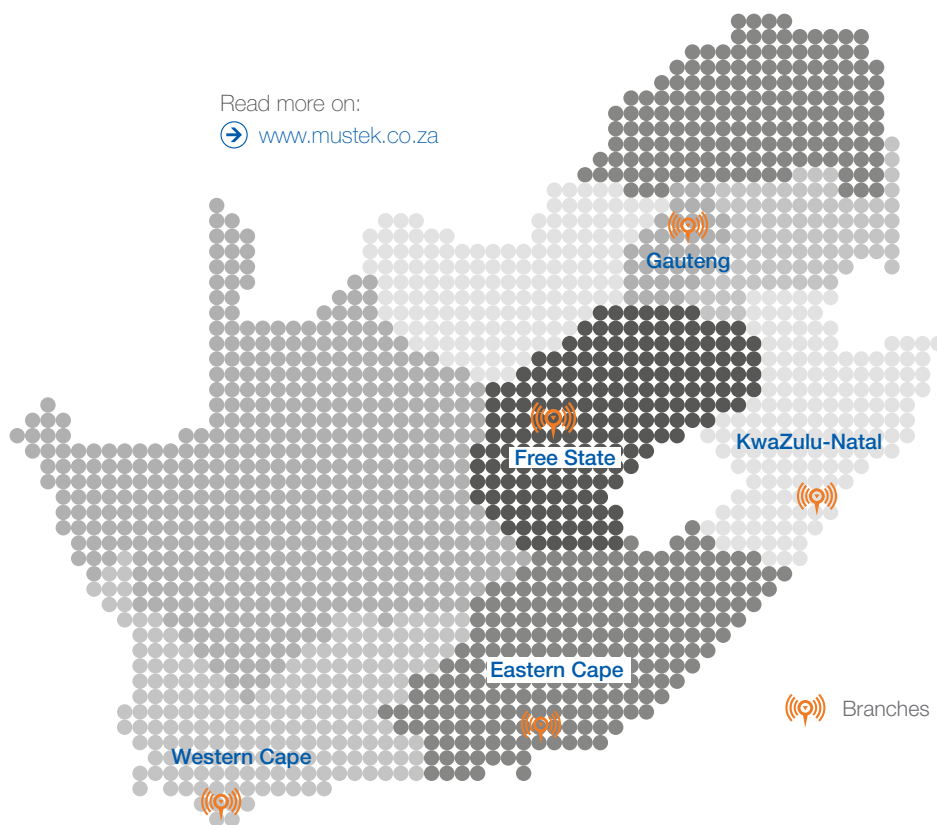 Read more on:
www.mustek.co.za
Gauteng
KwaZulu-Natal
Free State
Eastern Cape
Branches
Western Cape